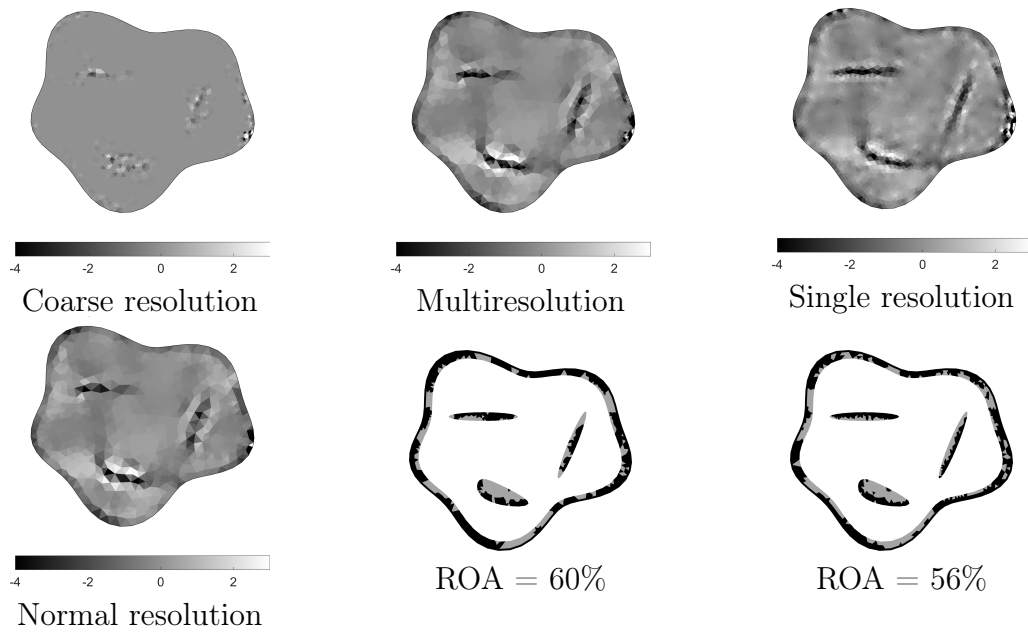 -4 -2 0 2
-4 -2 0 2
-4 -2 0 2
Coarse resolution
Multiresolution
Single resolution
-4 -2 0 2
Normal resolution
ROA = 60%
ROA = 56%